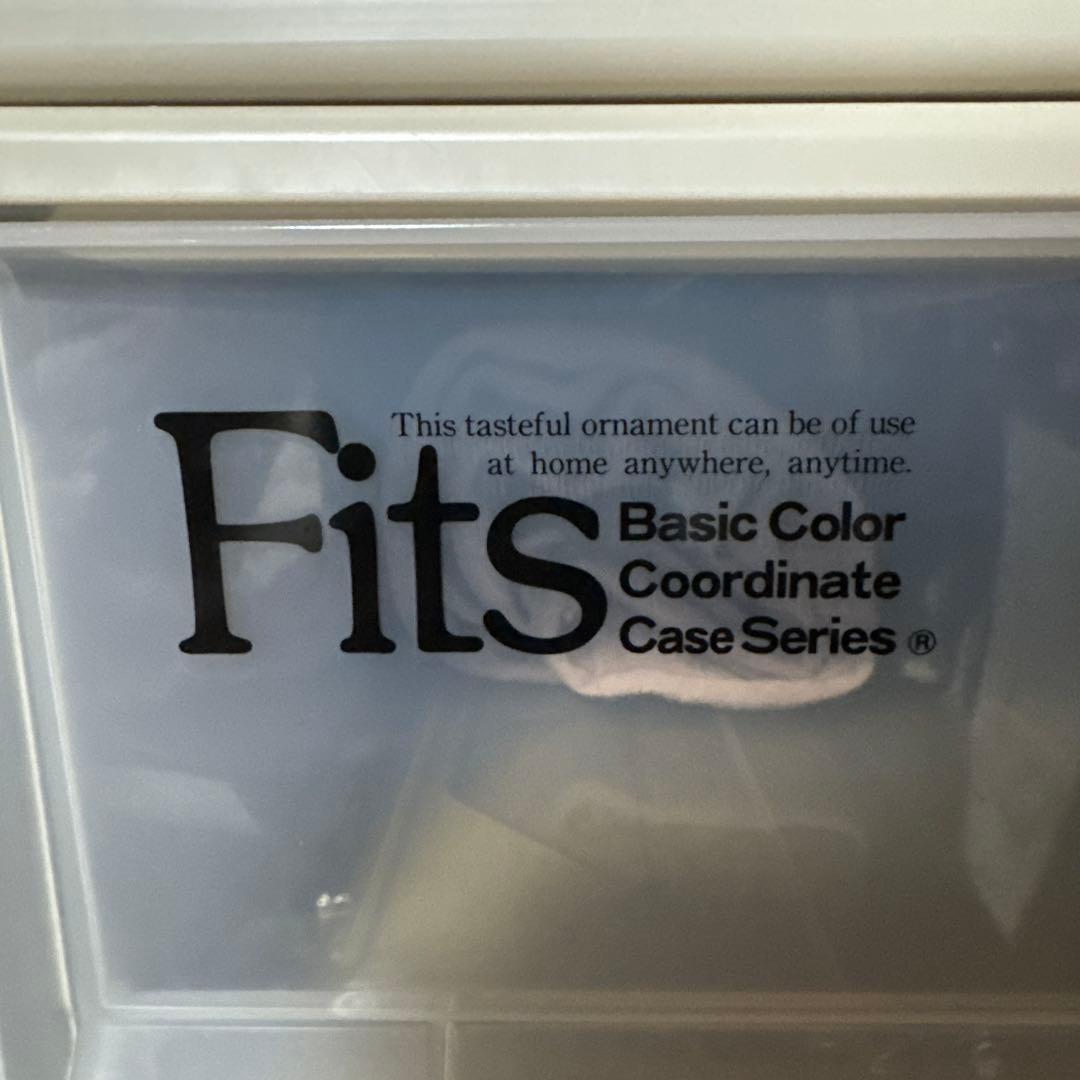 This tasteful ornament can be of use
at home anywhere, anytime.
Fits
Basic Color
Coordinate
Case Series ®